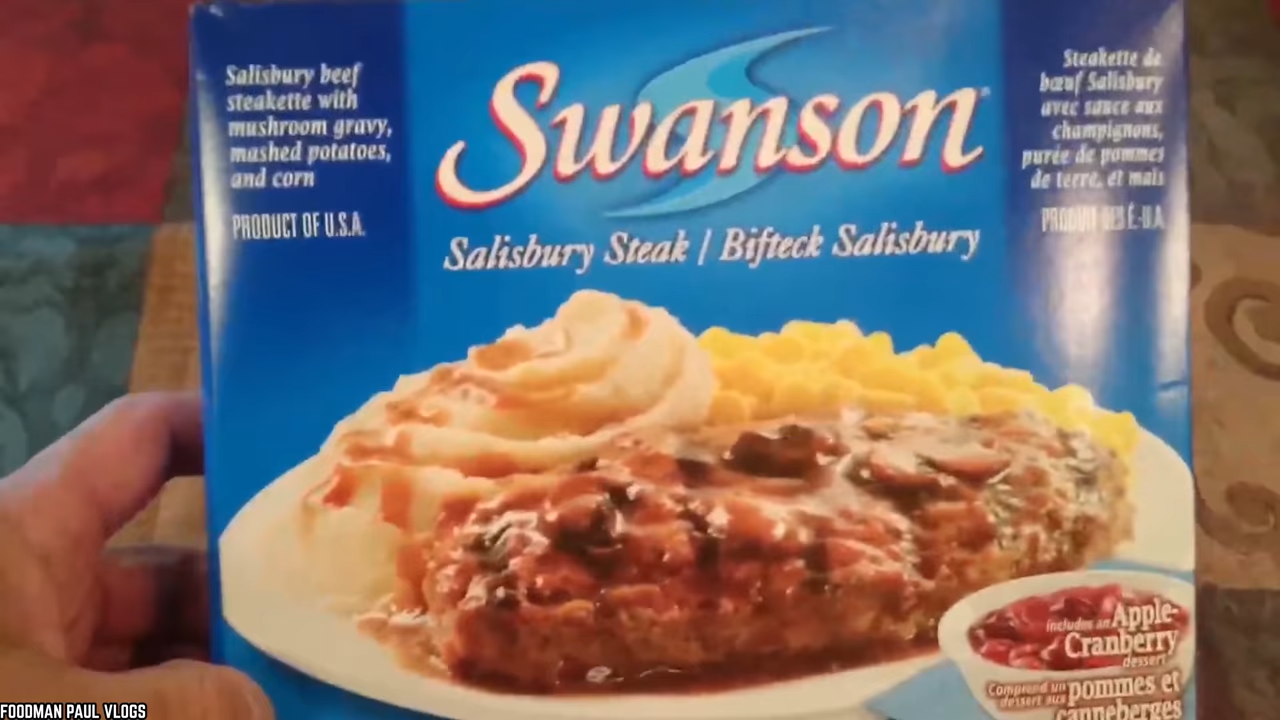 Salisbury beef
steakette with
mushroom gravy,
mashed potatoes,
and corn
PRODUCT OF U.S.A.
Swanson
Salisbury Steak / Bifteck Salisbury
Steakette de
bœuf Salisbury
avec sauce aux
champignons,
purée de pommes
de terre, et maïs
PRODUIT DES É.-U.A.
includes an Apple-
Cranberry
dessert
Comprend un
dessert aux pommes et
canneberges
FOODMAN PAUL VLOGS